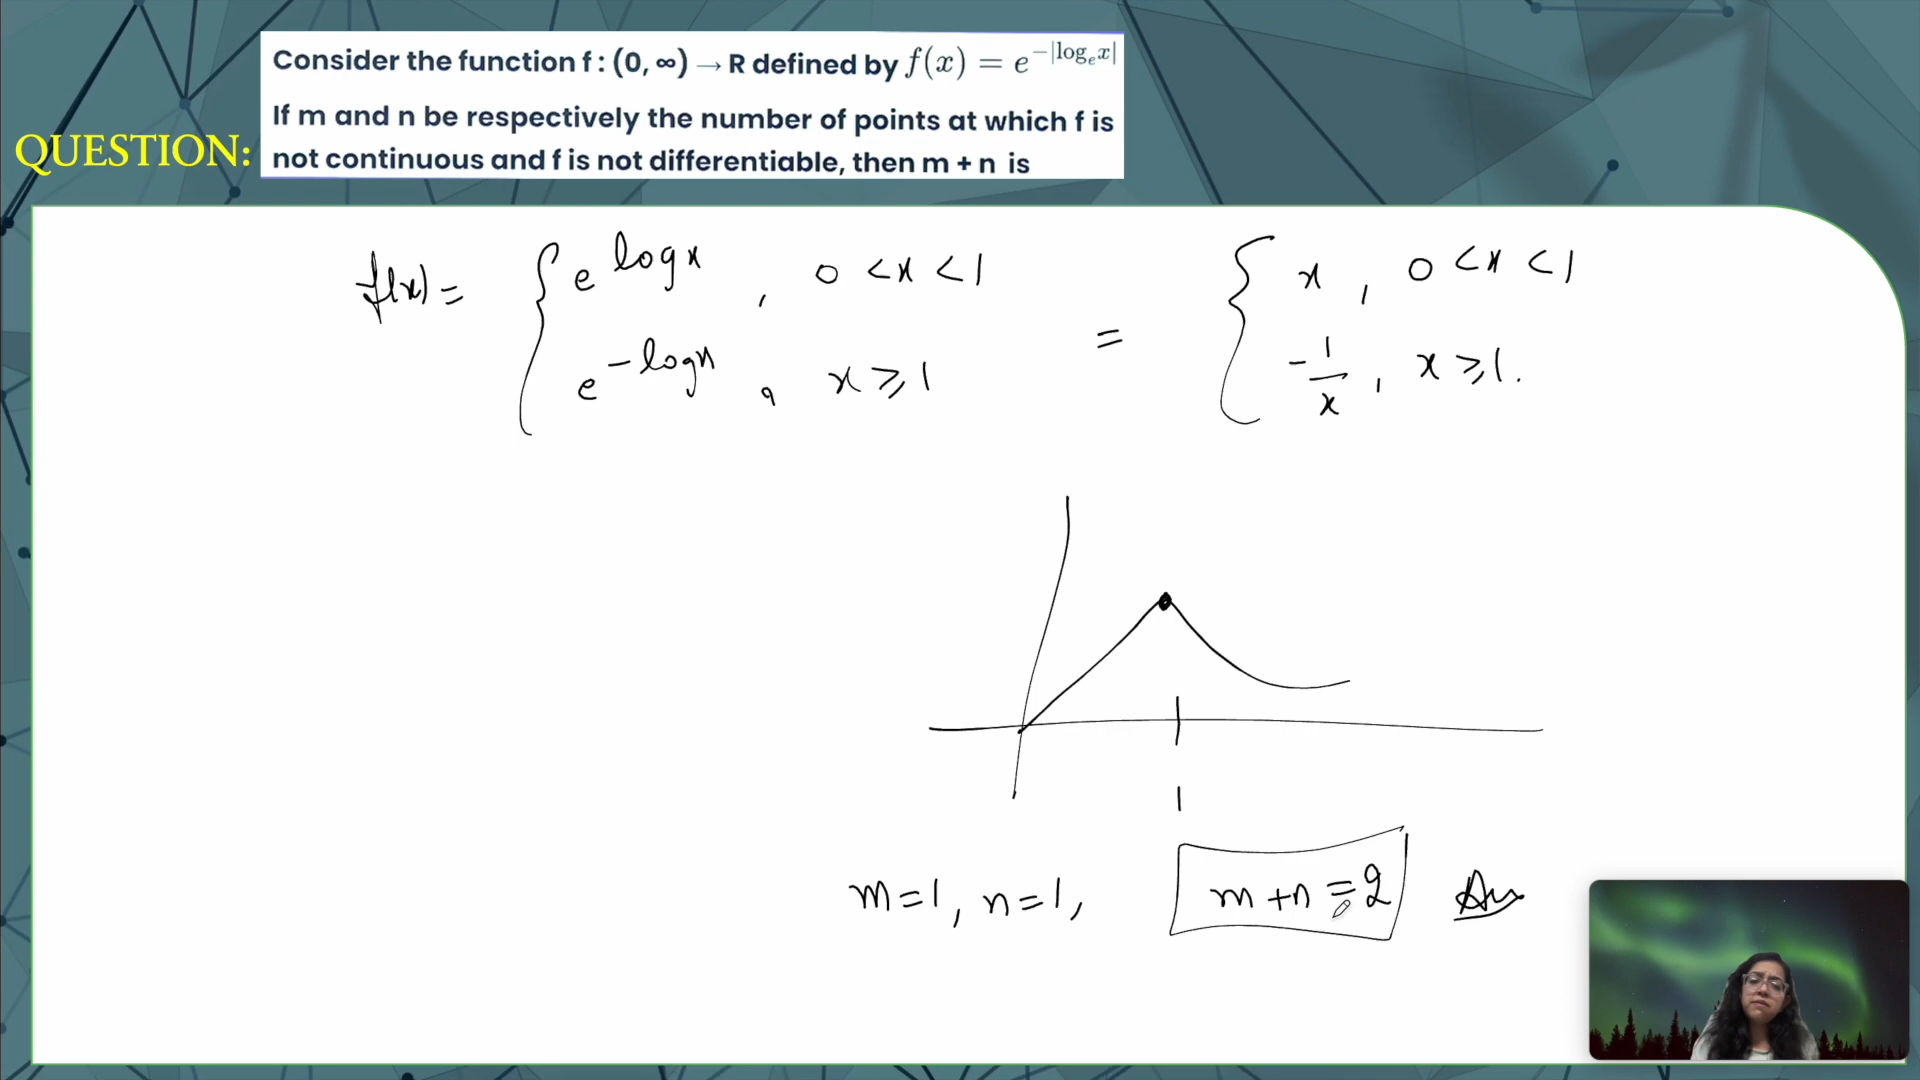 Consider the function f : (0, ∞) → R defined by f(x) = e^{-|log_e x|}
If m and n be respectively the number of points at which f is
not continuous and f is not differentiable, then m + n is
QUESTION:
f(x) = { e^{log x} , 0 < x < 1 = { x , 0 < x < 1
e^{-log x} , x ≥ 1 -1/x , x ≥ 1.
1
m = 1, n = 1, m + n = 2 Ans